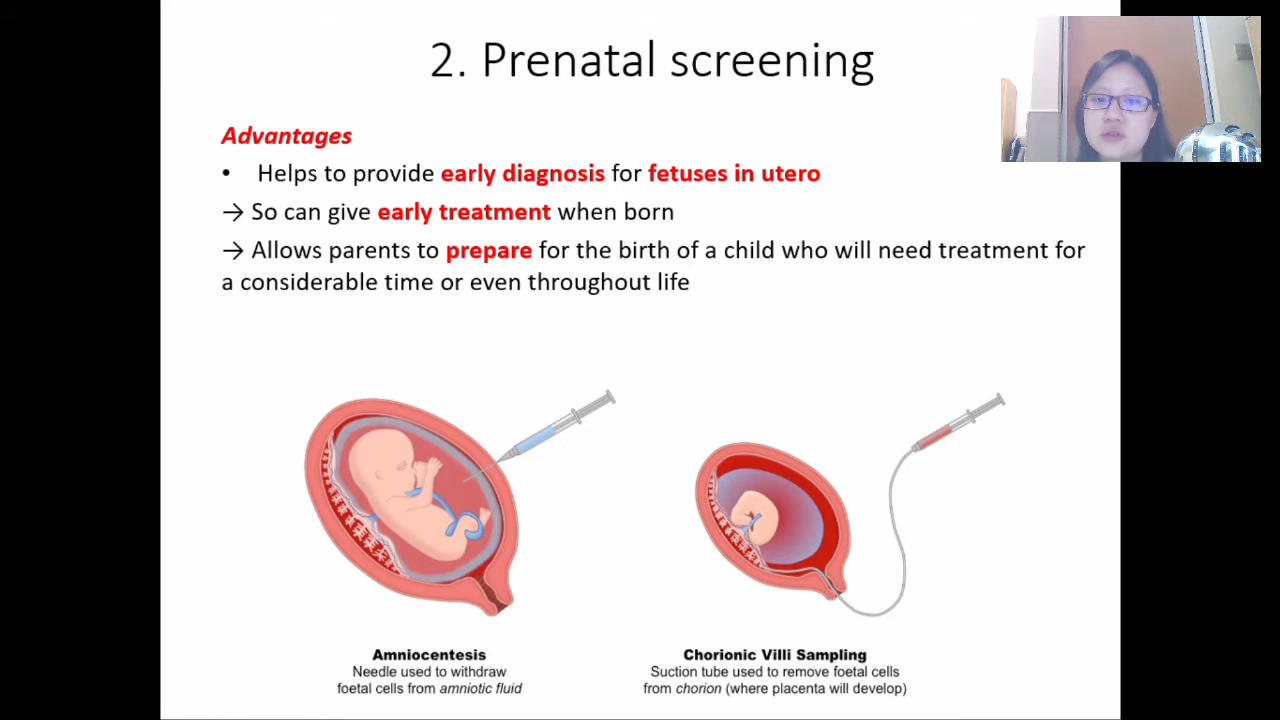 2. Prenatal screening
Advantages
• Helps to provide early diagnosis for fetuses in utero
→ So can give early treatment when born
→ Allows parents to prepare for the birth of a child who will need treatment for
a considerable time or even throughout life
Amniocentesis
Needle used to withdraw
foetal cells from amniotic fluid
Chorionic Villi Sampling
Suction tube used to remove foetal cells
from chorion (where placenta will develop)